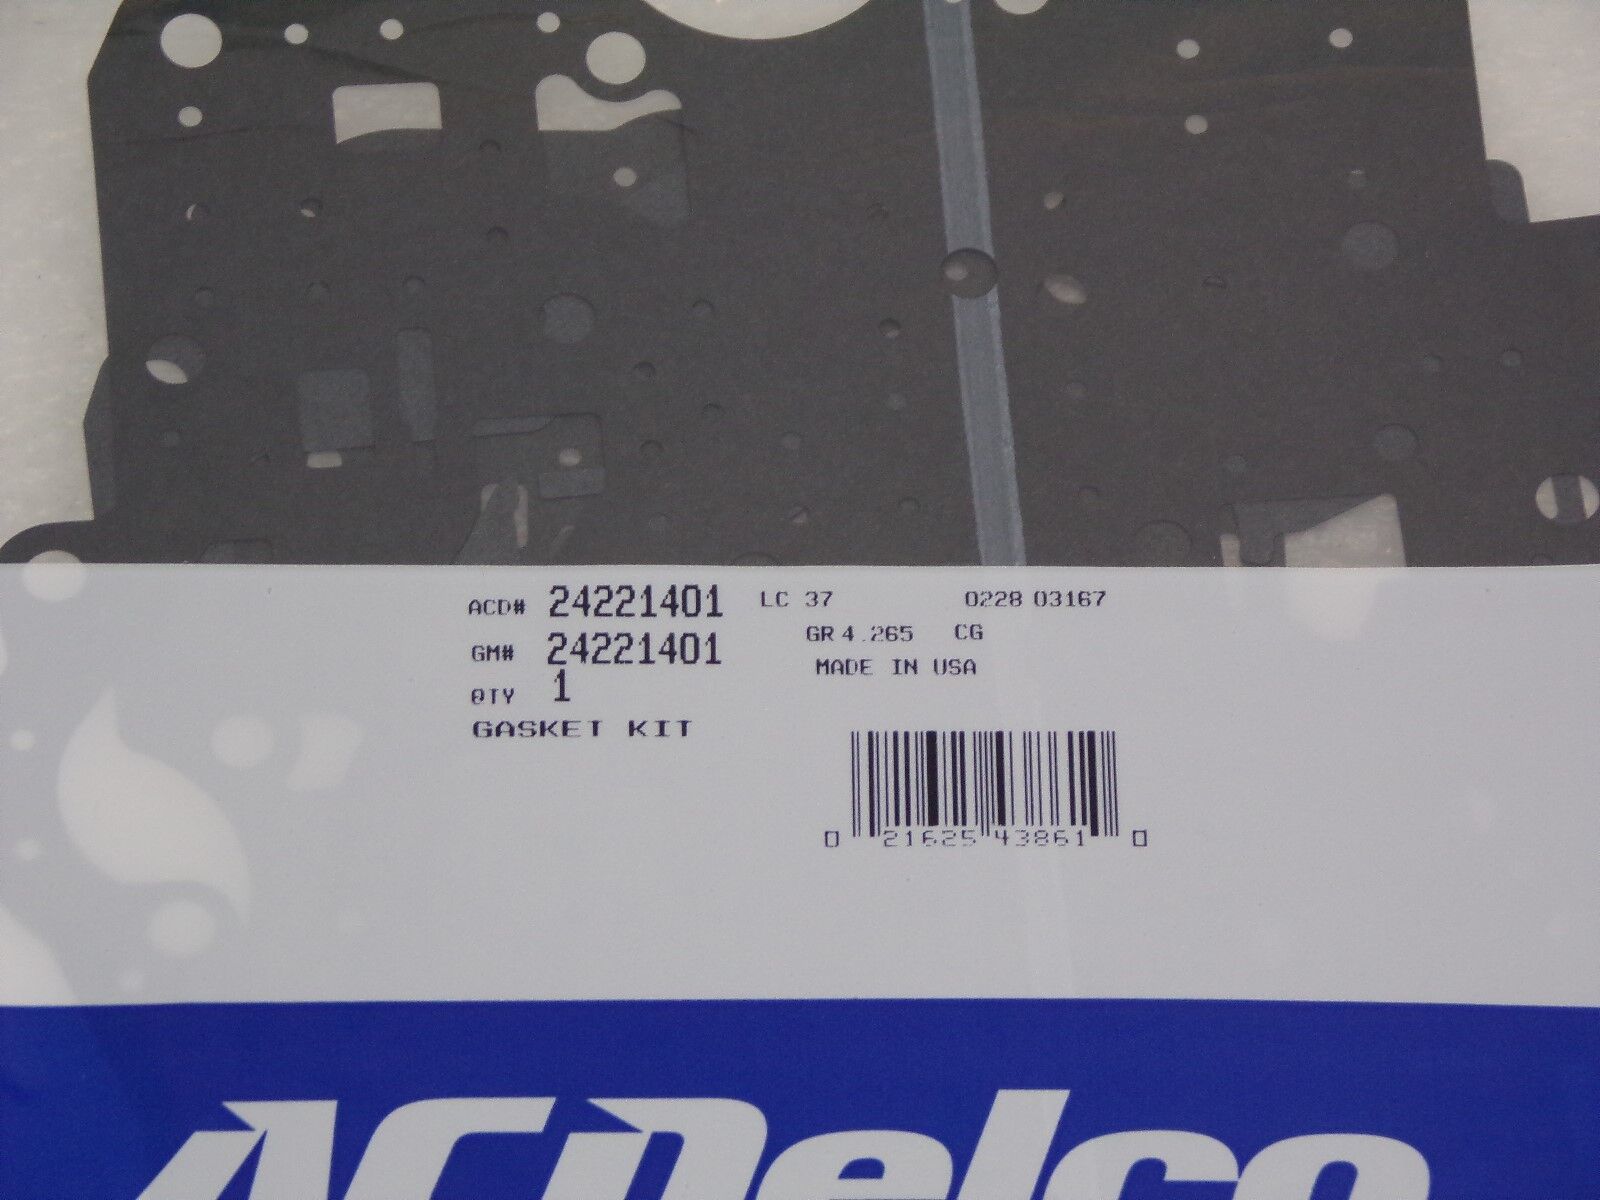 ACD# 24221401 LC 37 0228 03167
GM# 24221401 GR 4.265 CG
MADE IN USA
QTY 1
GASKET KIT
0 21625 43861 0
ACDelco